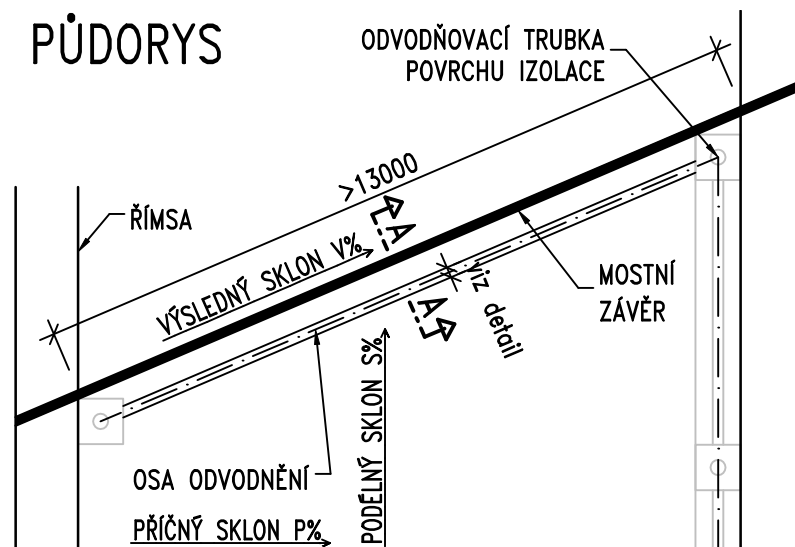 PŮDORYS
ODVODŇOVACÍ TRUBKA
POVRCHU IZOLACE
>13000
ŘÍMSA
A
VÝSLEDNÝ SKLON V%
MOSTNÍ
ZÁVĚR
viz detail
A
PODÉLNÝ SKLON S%
OSA ODVODNĚNÍ
PŘÍČNÝ SKLON P%